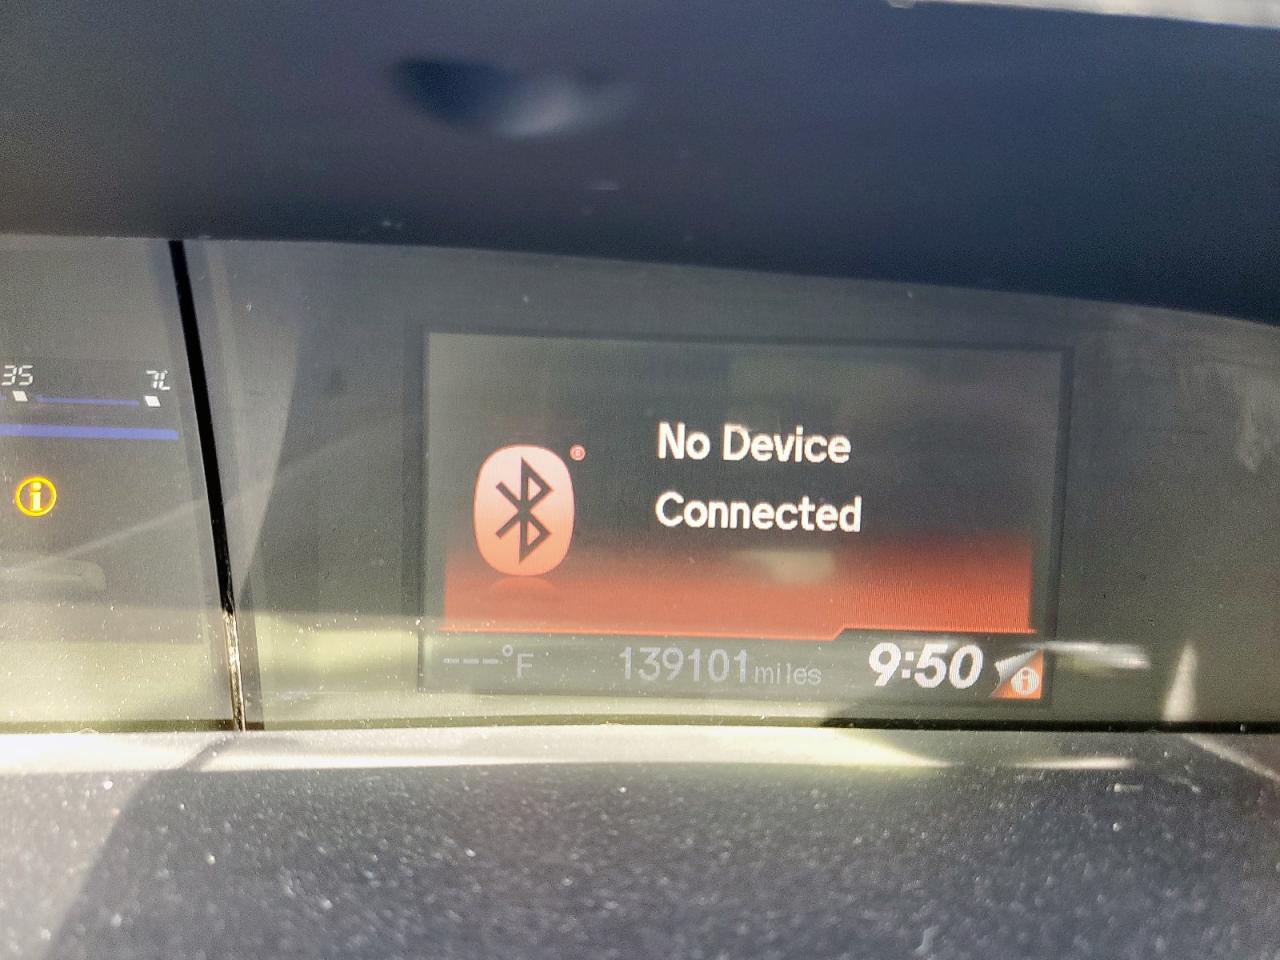 35
No Device
Connected
---°F 139101 miles 9:50